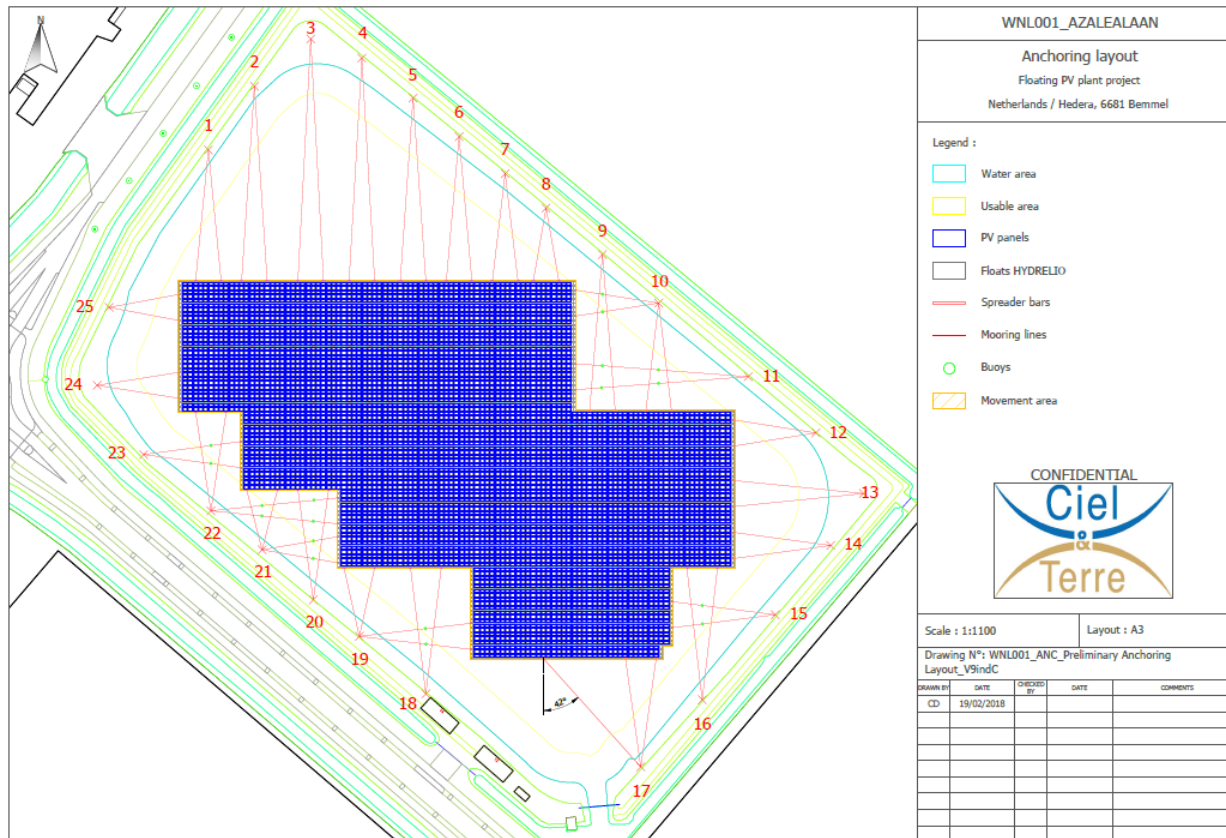 N
1
2
3
4
5
6
7
8
9
10
11
12
13
14
15
16
17
18
19
20
21
22
23
24
25
42°
WNL001_AZALEALAAN
Anchoring layout
Floating PV plant project
Netherlands / Hedera, 6681 Bemmel
Legend :
Water area
Usable area
PV panels
Floats HYDRELIO
Spreader bars
Mooring lines
Buoys
Movement area
CONFIDENTIAL
Ciel
&
Terre
Scale : 1:1100 Layout : A3
Drawing N°: WNL001_ANC_Preliminary Anchoring
Layout_V9indC
DRAWN BY DATE CHECKED BY DATE COMMENTS
CD 19/02/2018